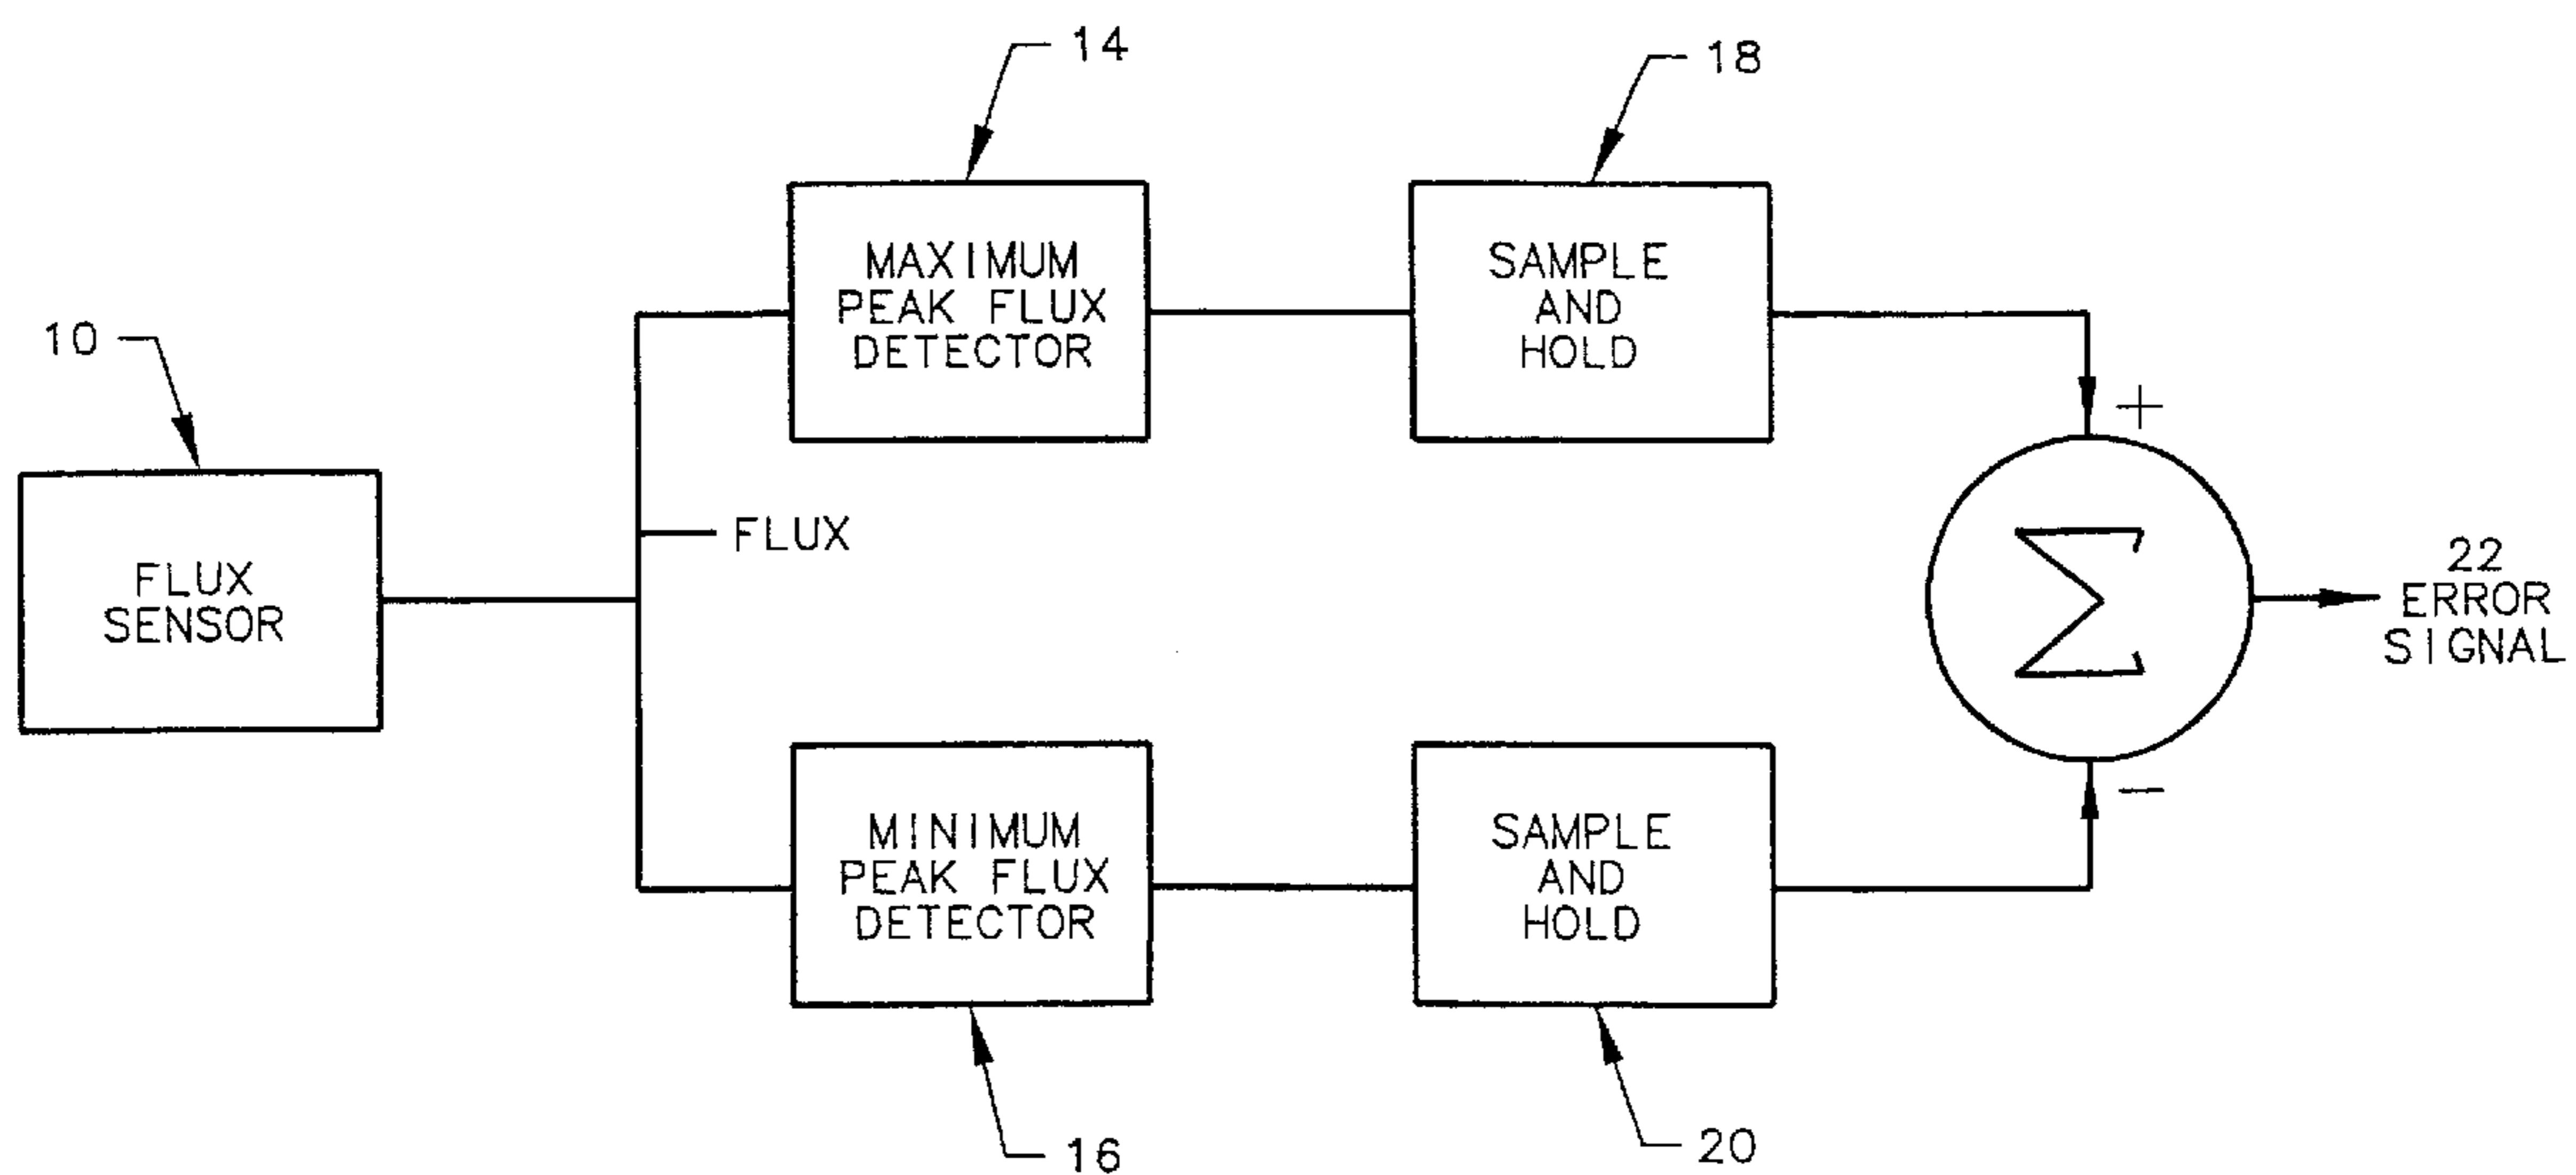 14
18
MAXIMUM
PEAK FLUX
DETECTOR
SAMPLE
AND
HOLD
10
+
FLUX
FLUX
SENSOR
Σ
22
ERROR
SIGNAL
−
MINIMUM
PEAK FLUX
DETECTOR
SAMPLE
AND
HOLD
16
20